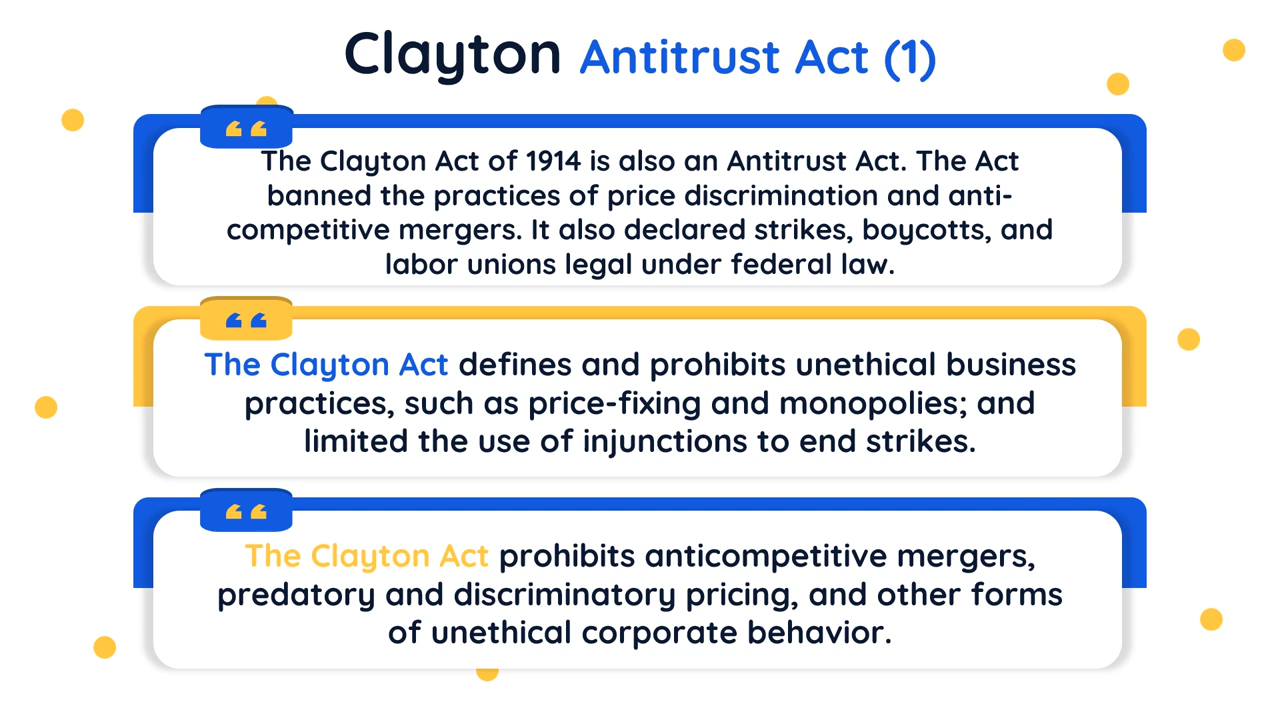 Clayton Antitrust Act (1)
The Clayton Act of 1914 is also an Antitrust Act. The Act
banned the practices of price discrimination and anti-
competitive mergers. It also declared strikes, boycotts, and
labor unions legal under federal law.
The Clayton Act defines and prohibits unethical business
practices, such as price-fixing and monopolies; and
limited the use of injunctions to end strikes.
The Clayton Act prohibits anticompetitive mergers,
predatory and discriminatory pricing, and other forms
of unethical corporate behavior.